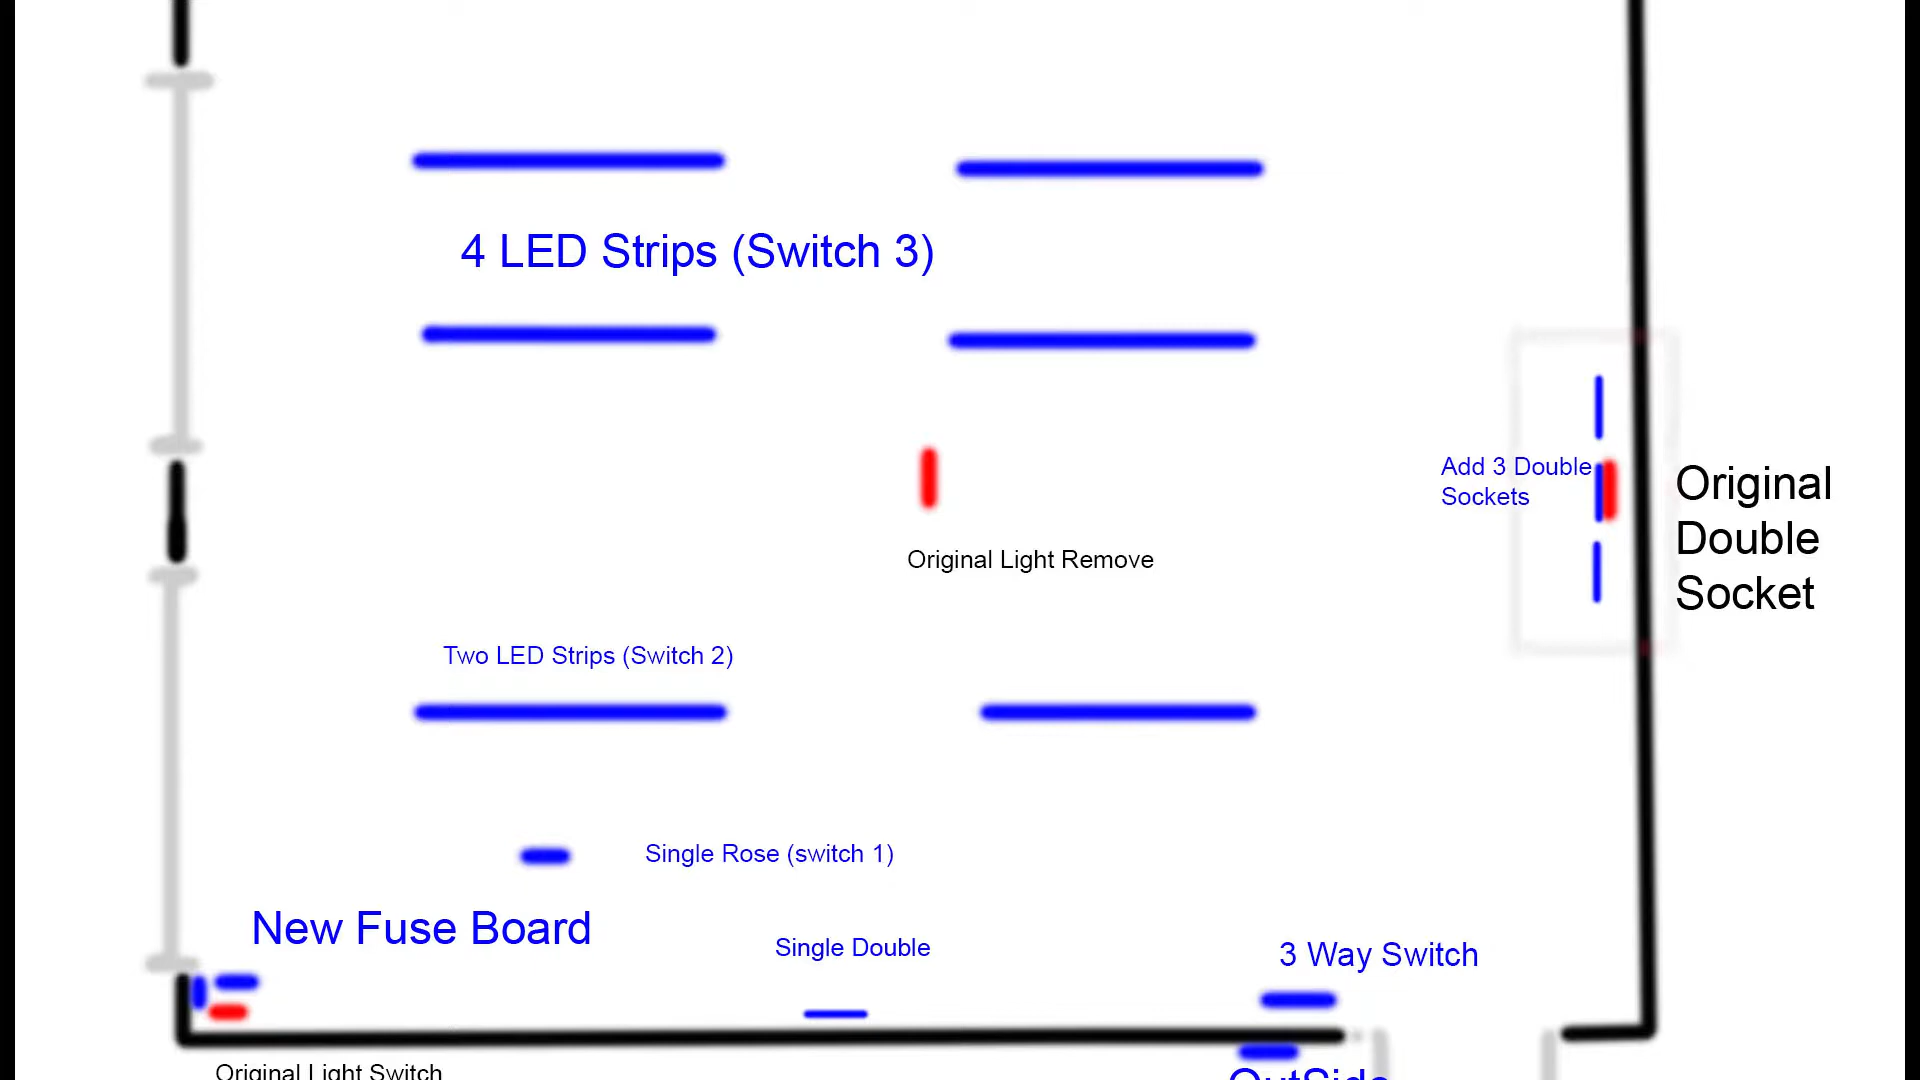 4 LED Strips (Switch 3)
Add 3 Double
Sockets
Original
Double
Socket
Original Light Remove
Two LED Strips (Switch 2)
Single Rose (switch 1)
New Fuse Board
Single Double
3 Way Switch
Original Light Switch
OutSide